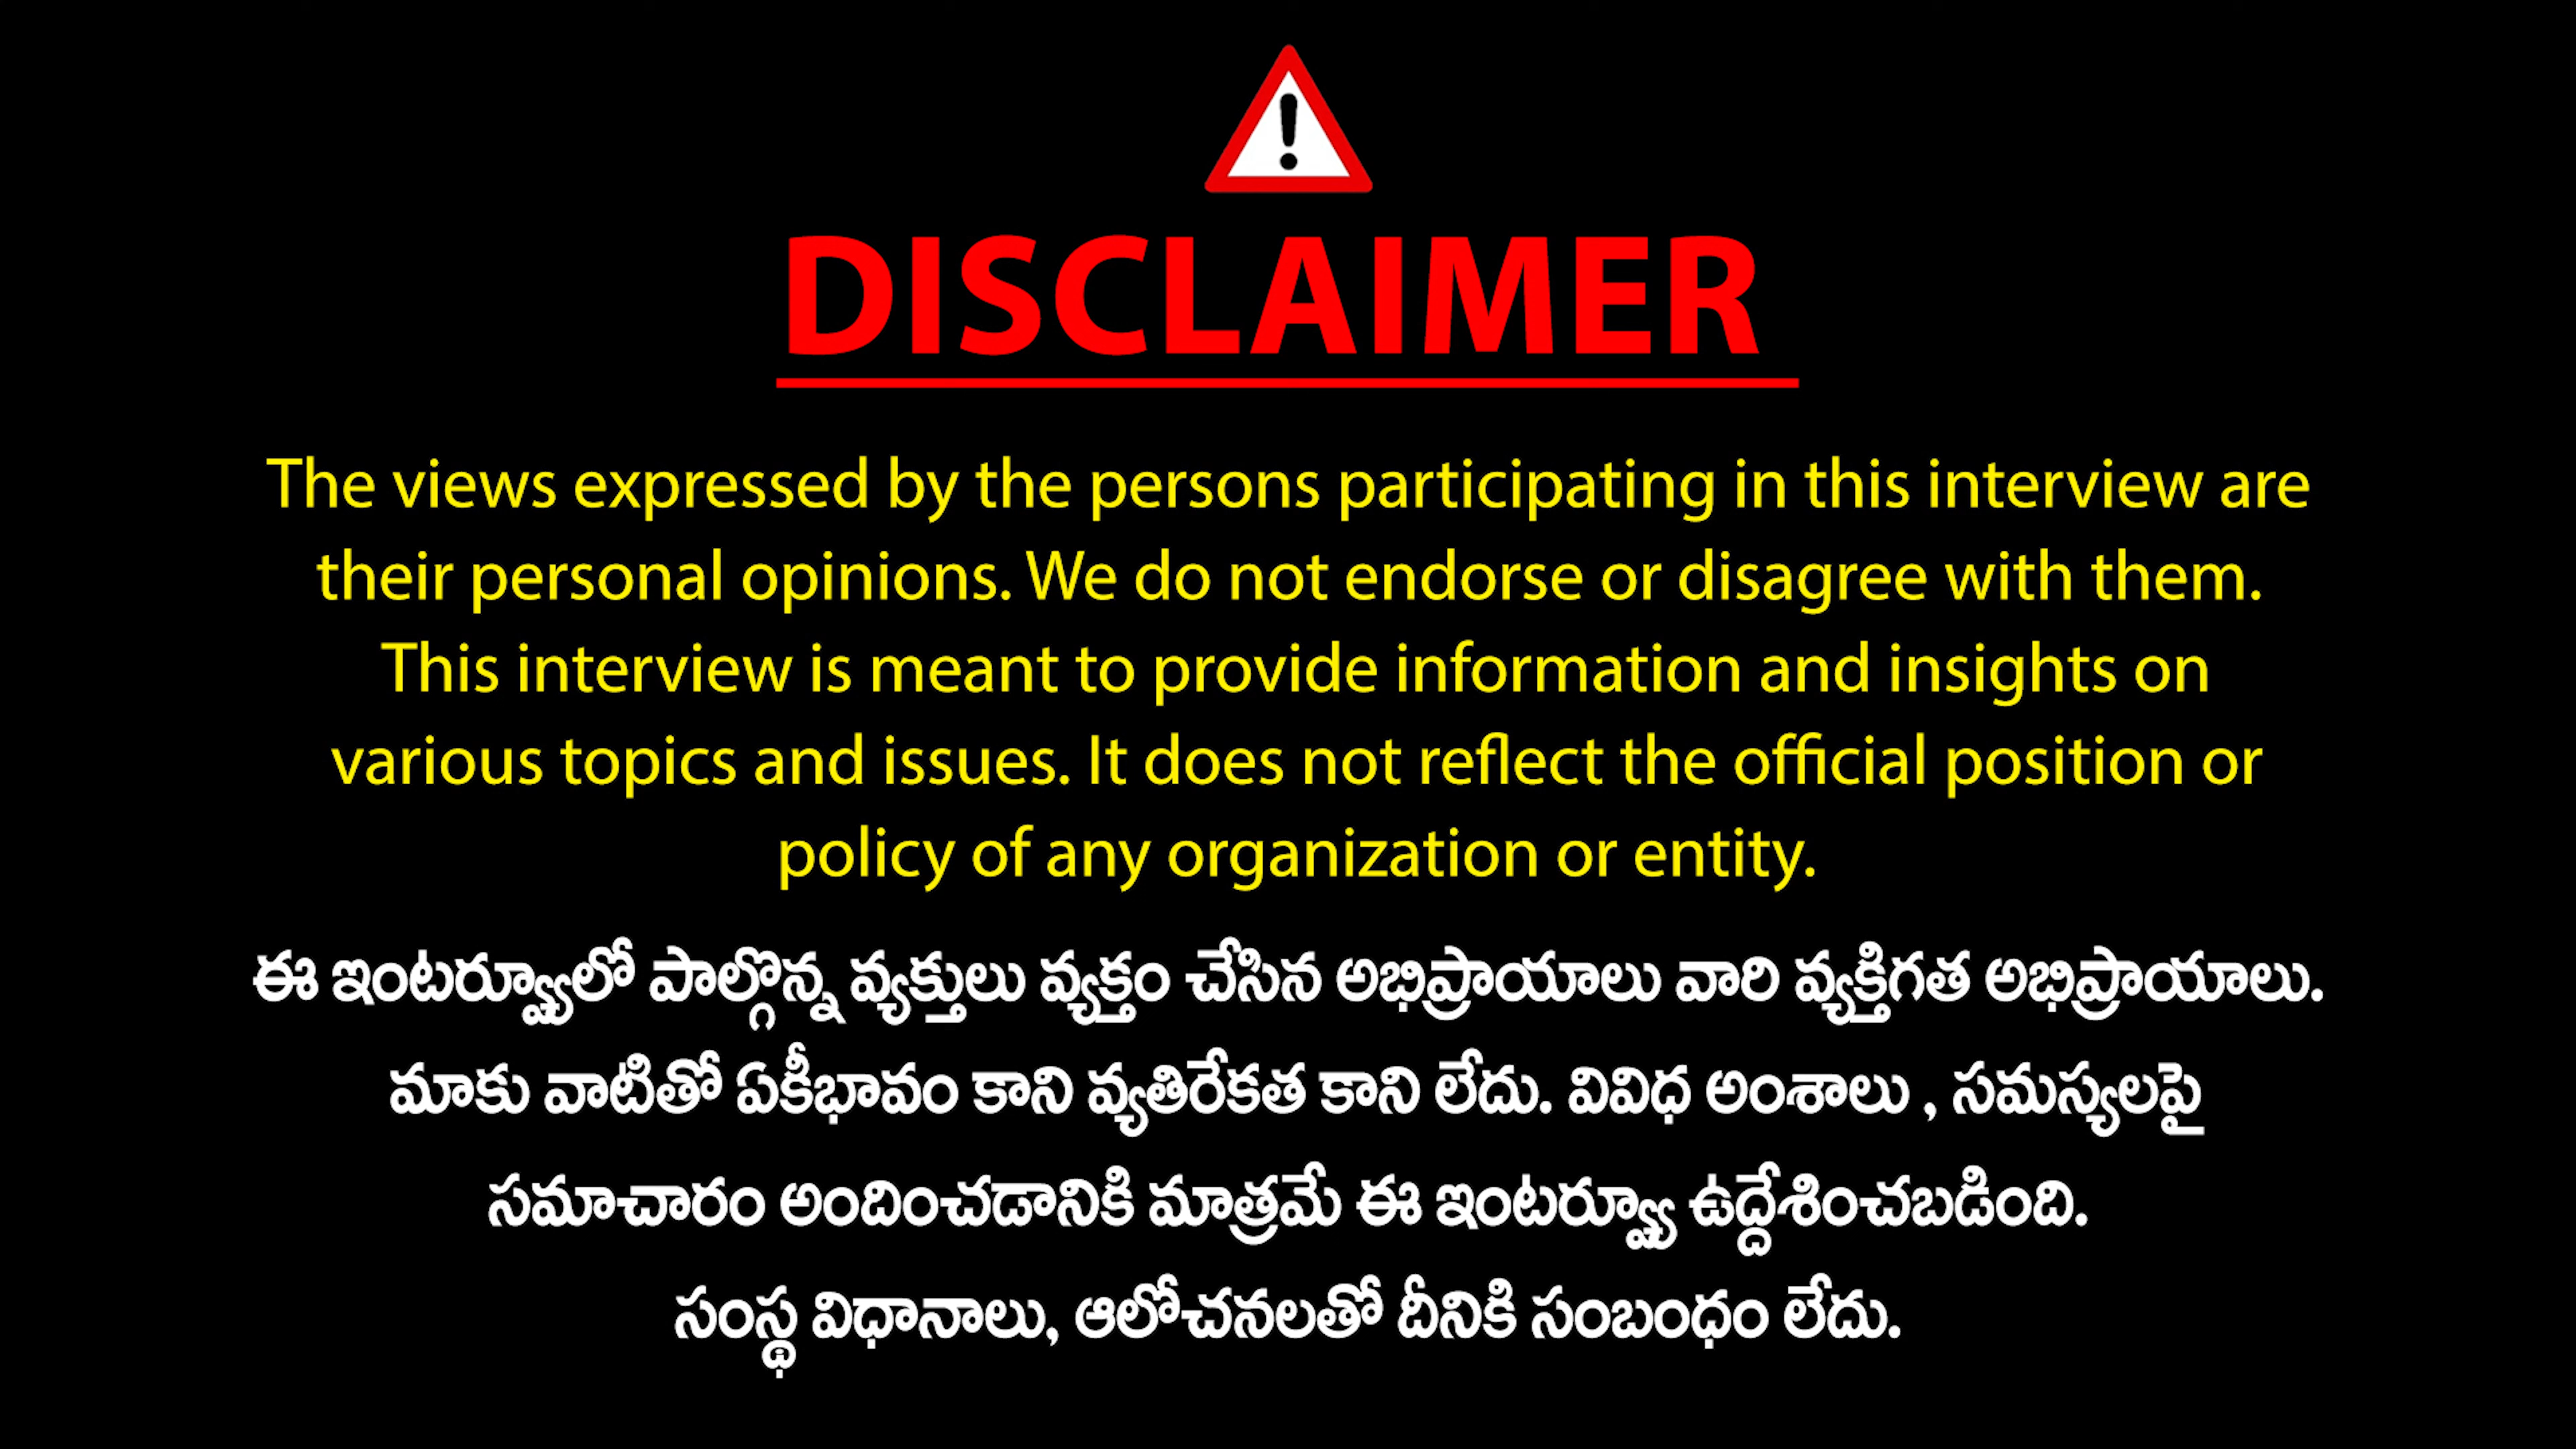 DISCLAIMER
The views expressed by the persons participating in this interview are
their personal opinions. We do not endorse or disagree with them.
This interview is meant to provide information and insights on
various topics and issues. It does not reflect the official position or
policy of any organization or entity.
ఈ ఇంటర్వ్యూలో పాల్గొన్న వ్యక్తులు వ్యక్తం చేసిన అభిప్రాయాలు వారి వ్యక్తిగత అభిప్రాయాలు.
మాకు వాటితో ఏకీభావం కాని వ్యతిరేకత కాని లేదు. వివిధ అంశాలు , సమస్యలపై
సమాచారం అందించడానికి మాత్రమే ఈ ఇంటర్వ్యూ ఉద్దేశించబడింది.
సంస్థ విధానాలు, ఆలోచనలతో దీనికి సంబంధం లేదు.